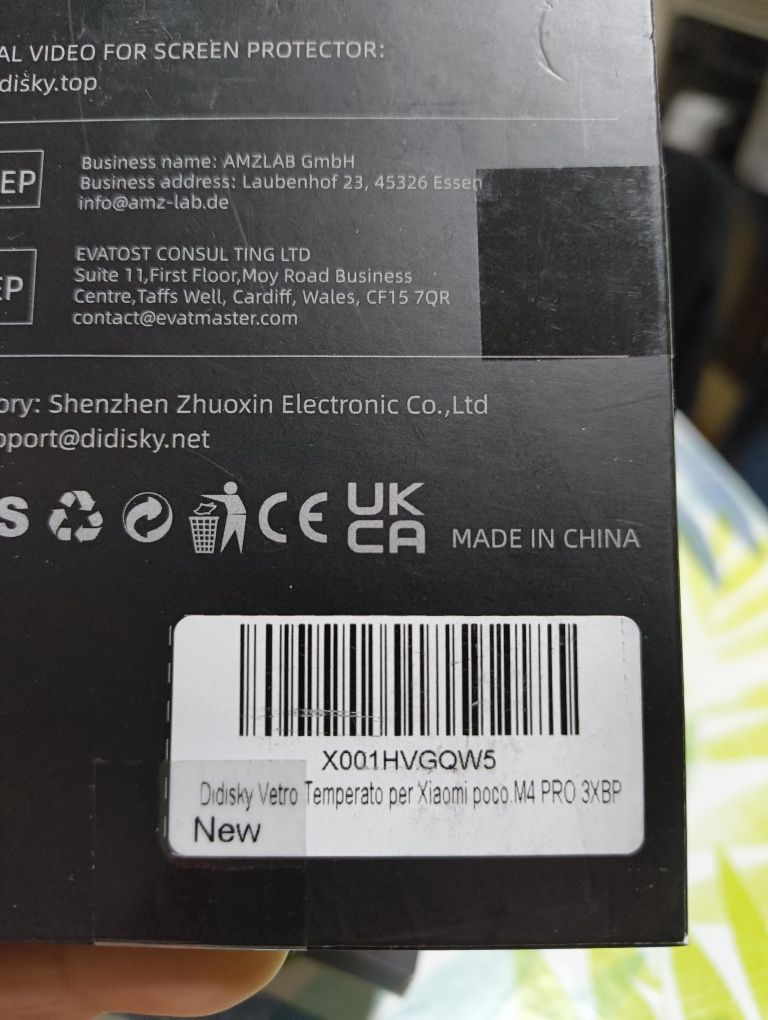 AL VIDEO FOR SCREEN PROTECTOR:
disky.top
EP
Business name: AMZLAB GmbH
Business address: Laubenhof 23, 45326 Essen
info@amz-lab.de
EP
EVATOST CONSUL TING LTD
Suite 11,First Floor,Moy Road Business
Centre,Taffs Well, Cardiff, Wales, CF15 7QR
contact@evatmaster.com
ory: Shenzhen Zhuoxin Electronic Co.,Ltd
pport@didisky.net
S CE UK CA MADE IN CHINA
X001HVGQW5
Didisky Vetro Temperato per Xiaomi poco M4 PRO 3XBP
New